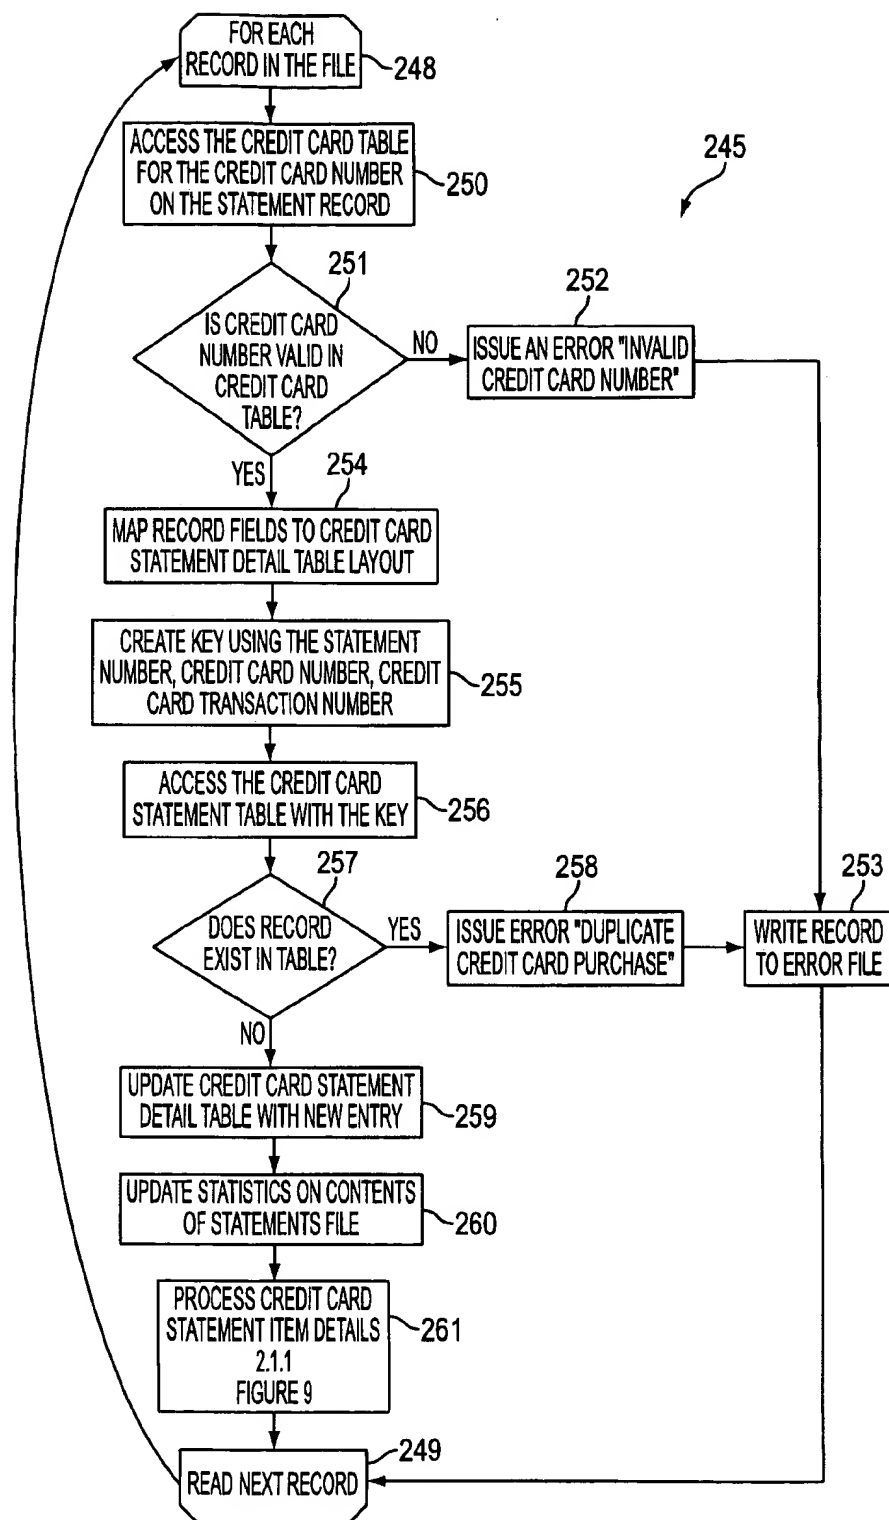 FOR EACH
RECORD IN THE FILE
248
ACCESS THE CREDIT CARD TABLE
FOR THE CREDIT CARD NUMBER
ON THE STATEMENT RECORD
250
245
251
IS CREDIT CARD
NUMBER VALID IN
CREDIT CARD
TABLE?
NO
252
ISSUE AN ERROR "INVALID
CREDIT CARD NUMBER"
YES
254
MAP RECORD FIELDS TO CREDIT CARD
STATEMENT DETAIL TABLE LAYOUT
CREATE KEY USING THE STATEMENT
NUMBER, CREDIT CARD NUMBER, CREDIT
CARD TRANSACTION NUMBER
255
ACCESS THE CREDIT CARD
STATEMENT TABLE WITH THE KEY
256
257
DOES RECORD
EXIST IN TABLE?
YES
258
ISSUE ERROR "DUPLICATE
CREDIT CARD PURCHASE"
253
WRITE RECORD
TO ERROR FILE
NO
UPDATE CREDIT CARD STATEMENT
DETAIL TABLE WITH NEW ENTRY
259
UPDATE STATISTICS ON CONTENTS
OF STATEMENTS FILE
260
PROCESS CREDIT CARD
STATEMENT ITEM DETAILS
2.1.1
FIGURE 9
261
249
READ NEXT RECORD